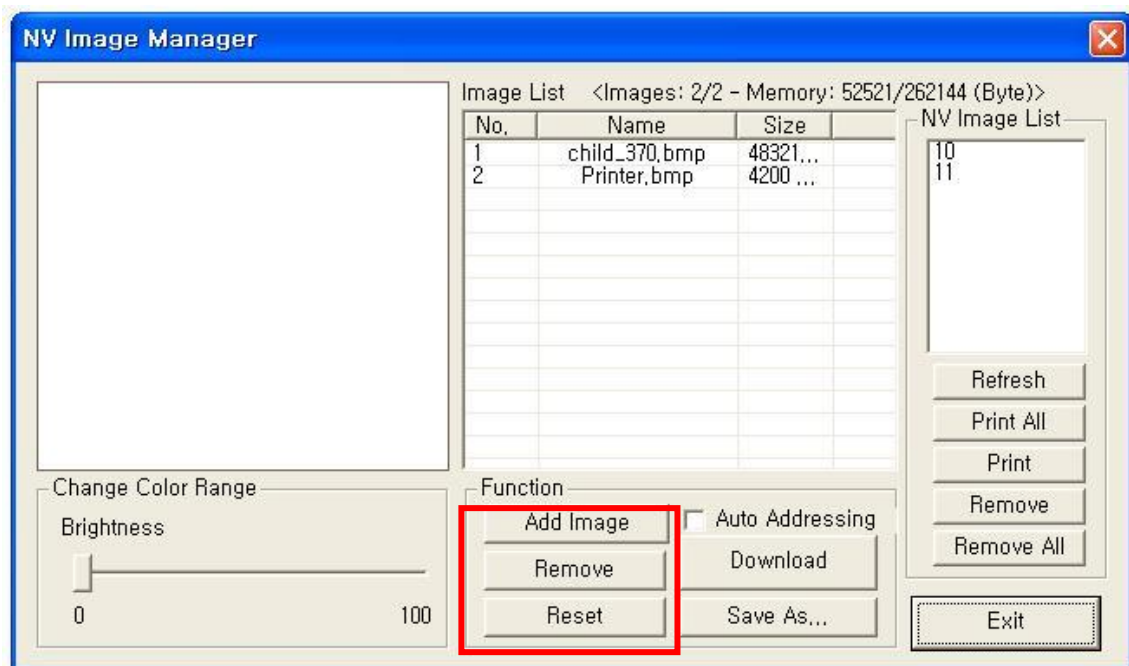 NV Image Manager
Image List <Images: 2/2 - Memory: 52521/262144 (Byte)>
No, Name Size
1 child_370,bmp 48321,,,
2 Printer,bmp 4200 ,,,
NV Image List
10
11
Refresh
Print All
Print
Remove
Remove All
Change Color Range
Brightness
0 100
Function
Add Image Auto Addressing
Remove Download
Reset Save As,,,
Exit